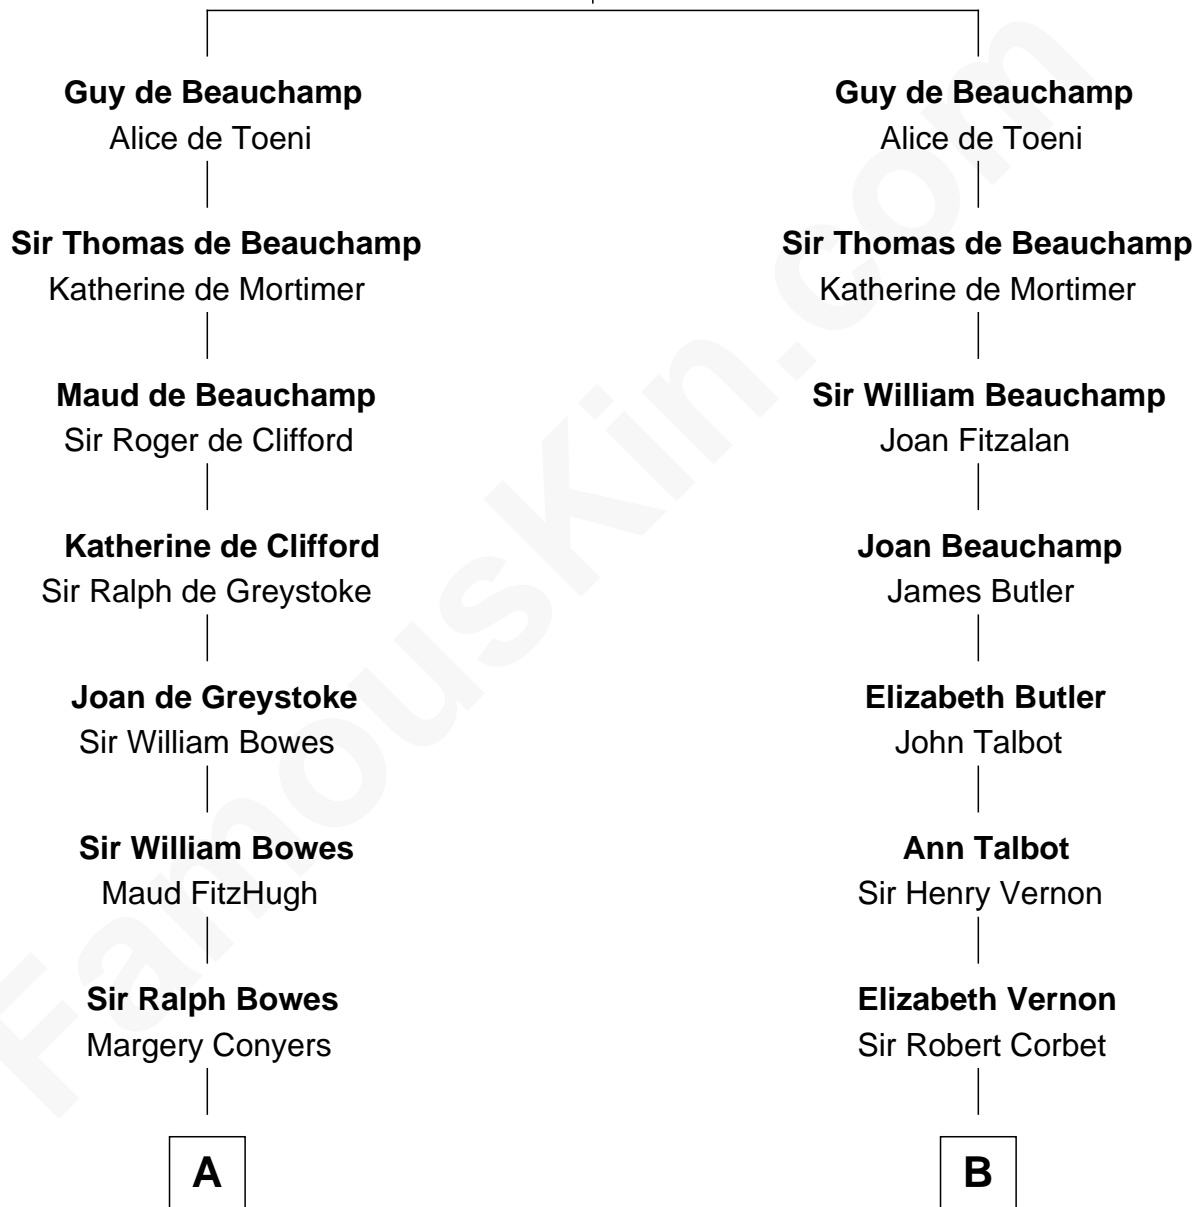 Guy de Beauchamp
Alice de Toeni
Sir Thomas de Beauchamp
Katherine de Mortimer
Maud de Beauchamp
Sir Roger de Clifford
Katherine de Clifford
Sir Ralph de Greystoke
Joan de Greystoke
Sir William Bowes
Sir William Bowes
Maud FitzHugh
Sir Ralph Bowes
Margery Conyers
A
Guy de Beauchamp
Alice de Toeni
Sir Thomas de Beauchamp
Katherine de Mortimer
Sir William Beauchamp
Joan Fitzalan
Joan Beauchamp
James Butler
Elizabeth Butler
John Talbot
Ann Talbot
Sir Henry Vernon
Elizabeth Vernon
Sir Robert Corbet
B
FamousKin.com